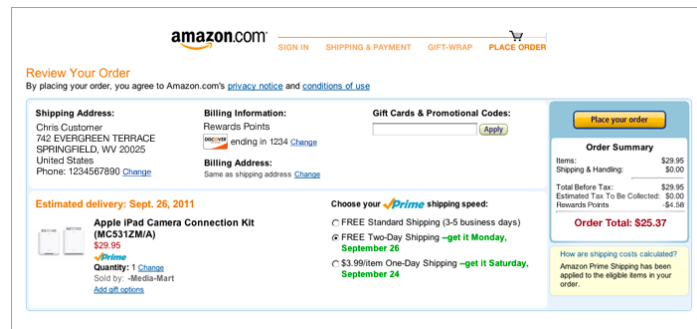 amazon.com
SIGN IN SHIPPING & PAYMENT GIFT-WRAP PLACE ORDER
Review Your Order
By placing your order, you agree to Amazon.com's privacy notice and conditions of use
Shipping Address:
Chris Customer
742 EVERGREEN TERRACE
SPRINGFIELD, WV 20025
United States
Phone: 1234567890 Change
Billing Information:
Rewards Points
DISCOVER ending in 1234 Change
Billing Address:
Same as shipping address Change
Gift Cards & Promotional Codes:
Apply
Place your order
Order Summary
Items: $29.95
Shipping & Handling: $0.00
Total Before Tax: $29.95
Estimated Tax To Be Collected: $0.00
Rewards Points -$4.58
Order Total: $25.37
How are shipping costs calculated?
Amazon Prime Shipping has been
applied to the eligible items in your
order.
Estimated delivery: Sept. 26, 2011
Apple iPad Camera Connection Kit
(MC531ZM/A)
$29.95
Prime
Quantity: 1 Change
Sold by: -Media-Mart
Add gift options
Choose your Prime shipping speed:
FREE Standard Shipping (3-5 business days)
FREE Two-Day Shipping –get it Monday,
September 26
$3.99/item One-Day Shipping –get it Saturday,
September 24